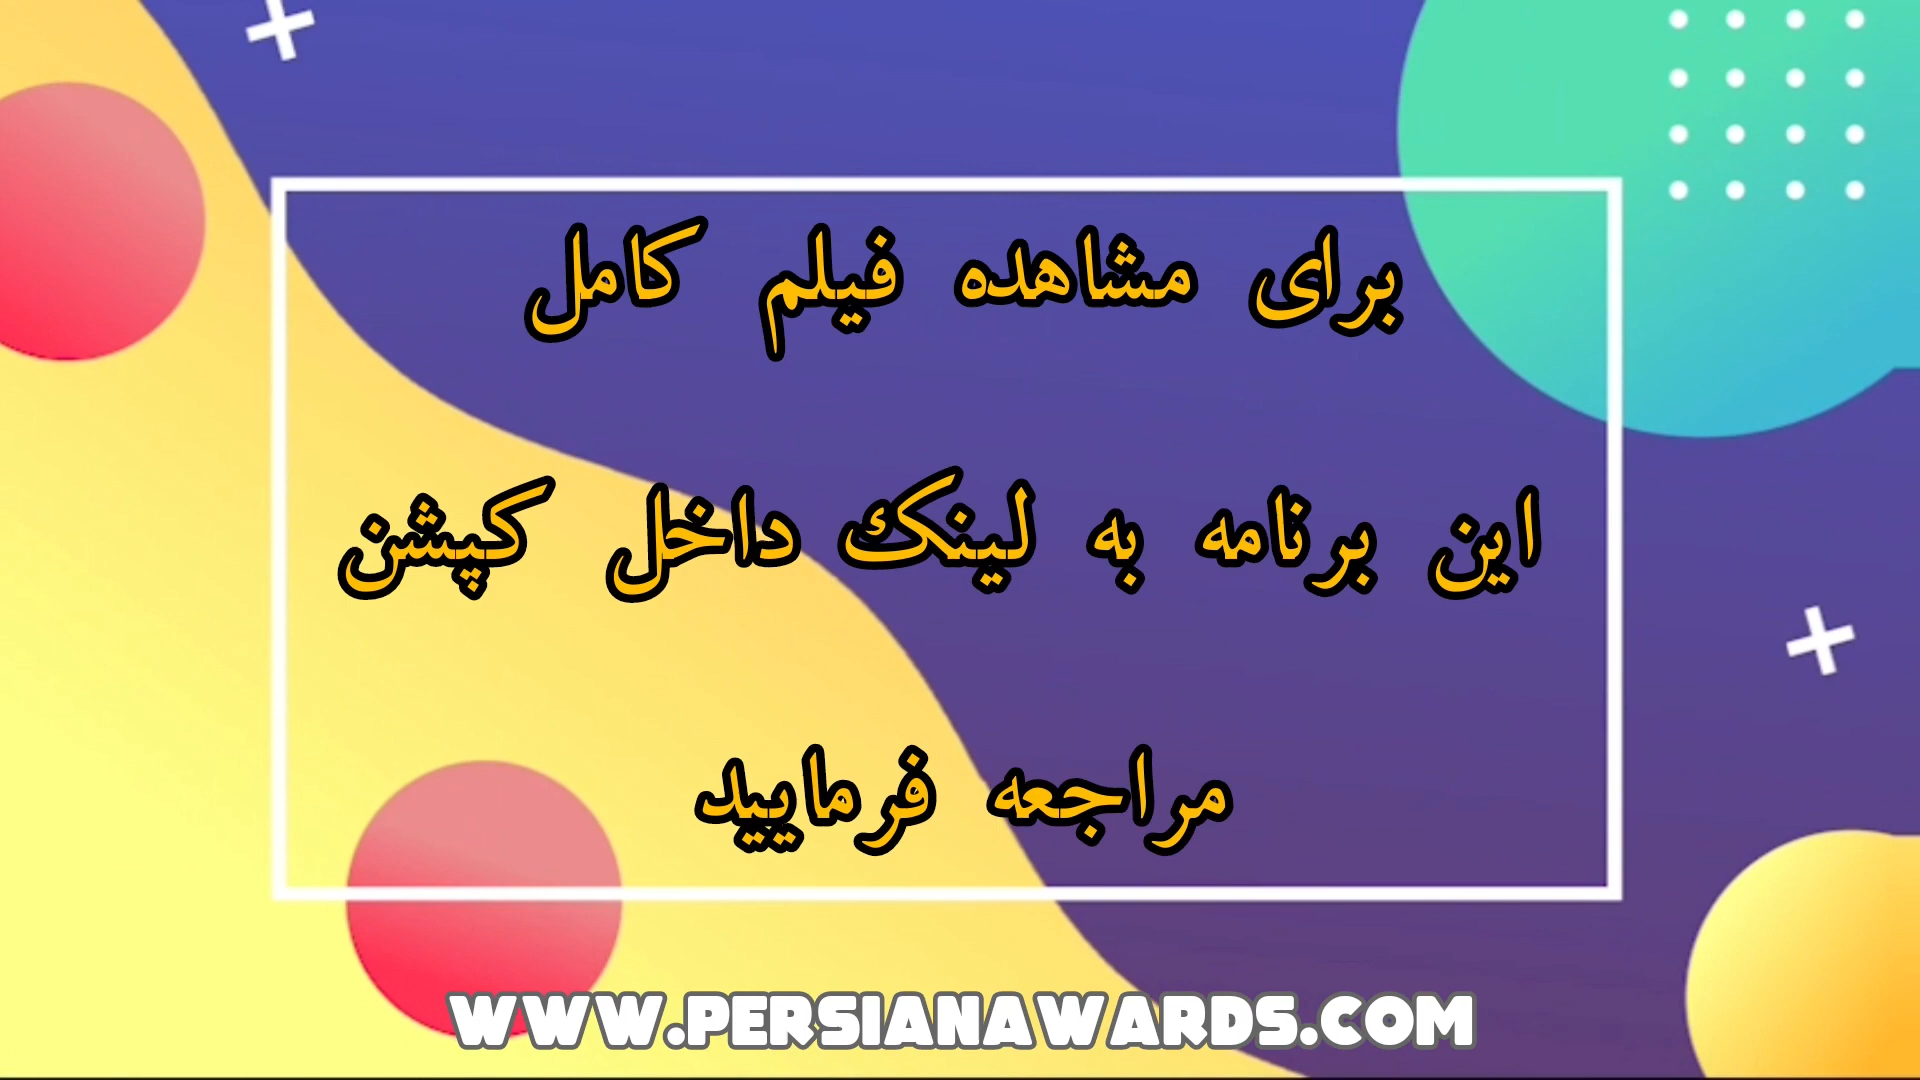 برای مشاهده فیلم کامل
این برنامه به لینک داخل کپشن
مراجعه فرمایید
WWW.PERSIANAWARDS.COM